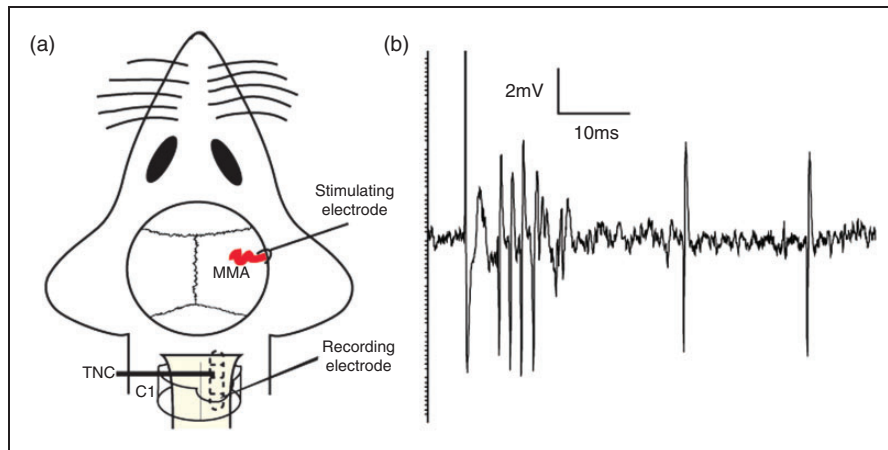 (a)
Stimulating
electrode
MMA
Recording
electrode
TNC
C1
(b)
2mV
10ms